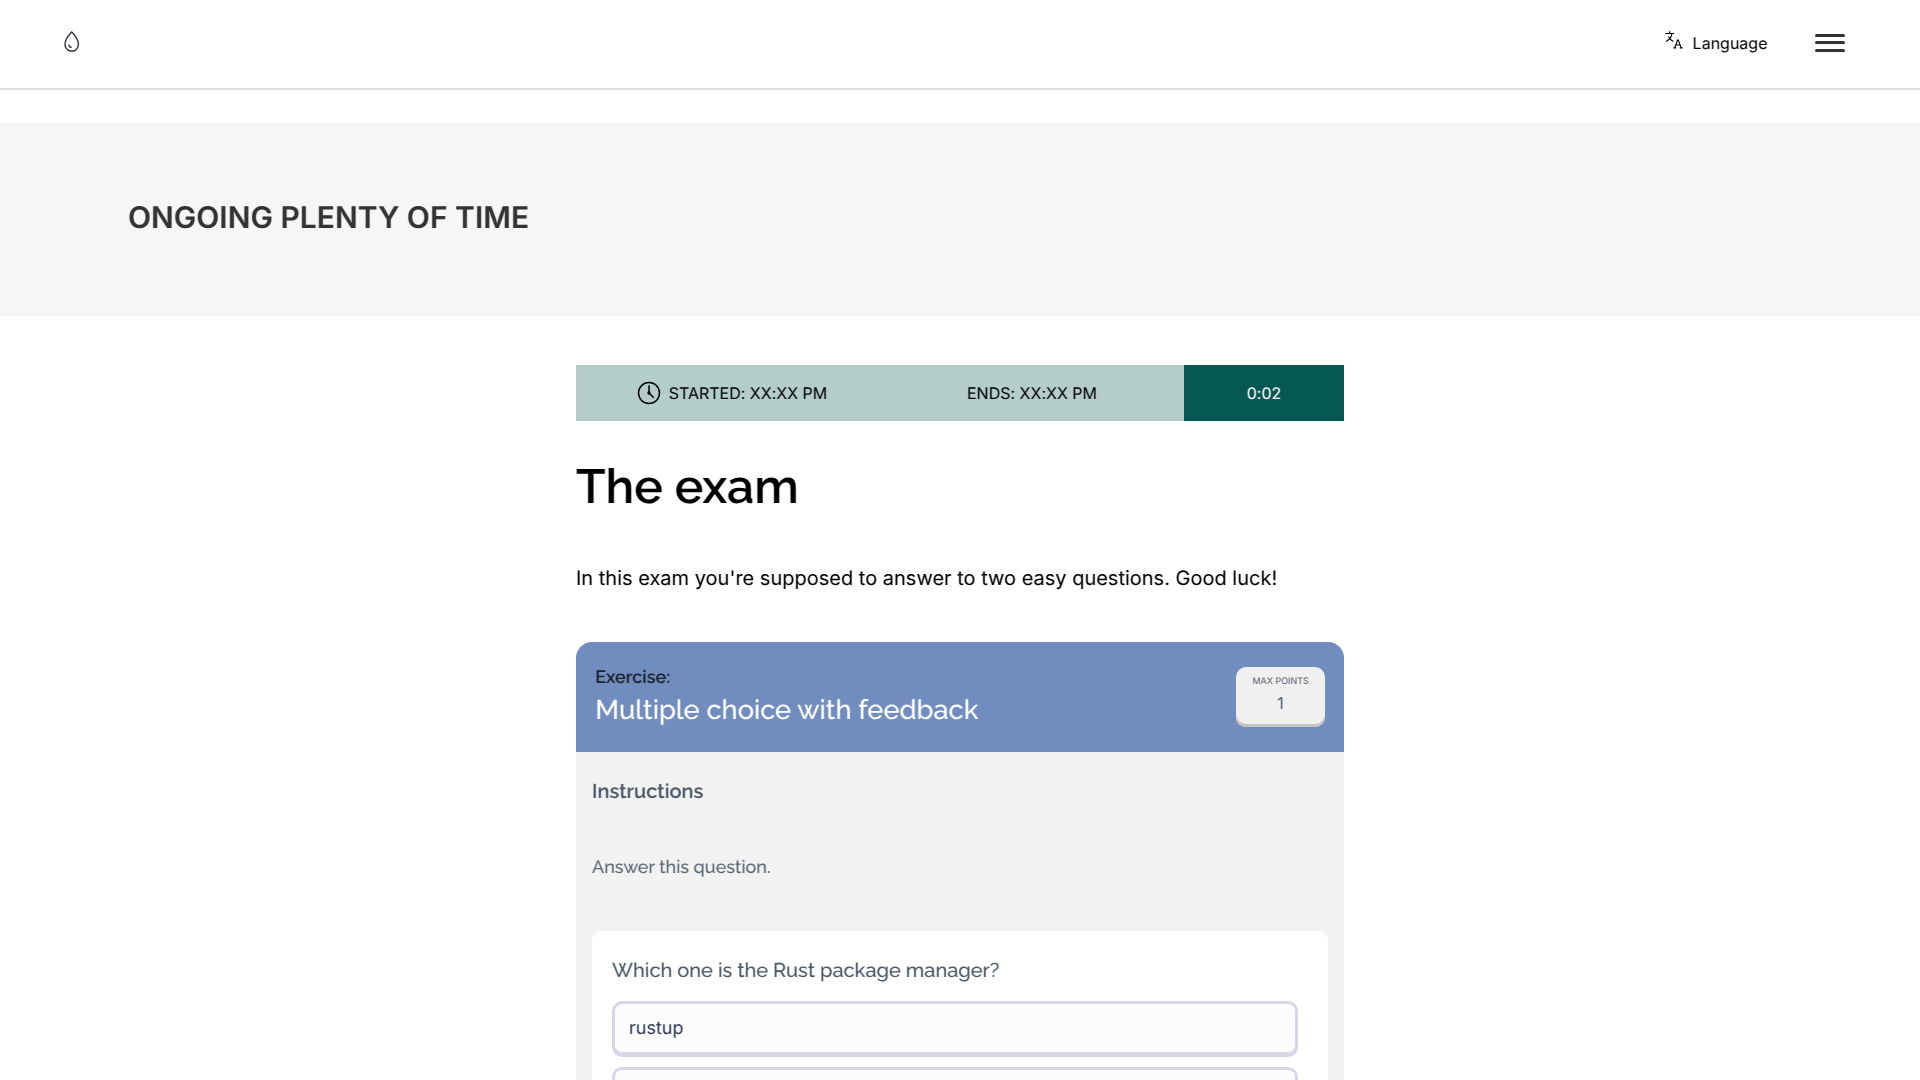 Language
ONGOING PLENTY OF TIME
STARTED: XX:XX PM ENDS: XX:XX PM 0:02
The exam
In this exam you're supposed to answer to two easy questions. Good luck!
Exercise:
Multiple choice with feedback
MAX POINTS
1
Instructions
Answer this question.
Which one is the Rust package manager?
rustup